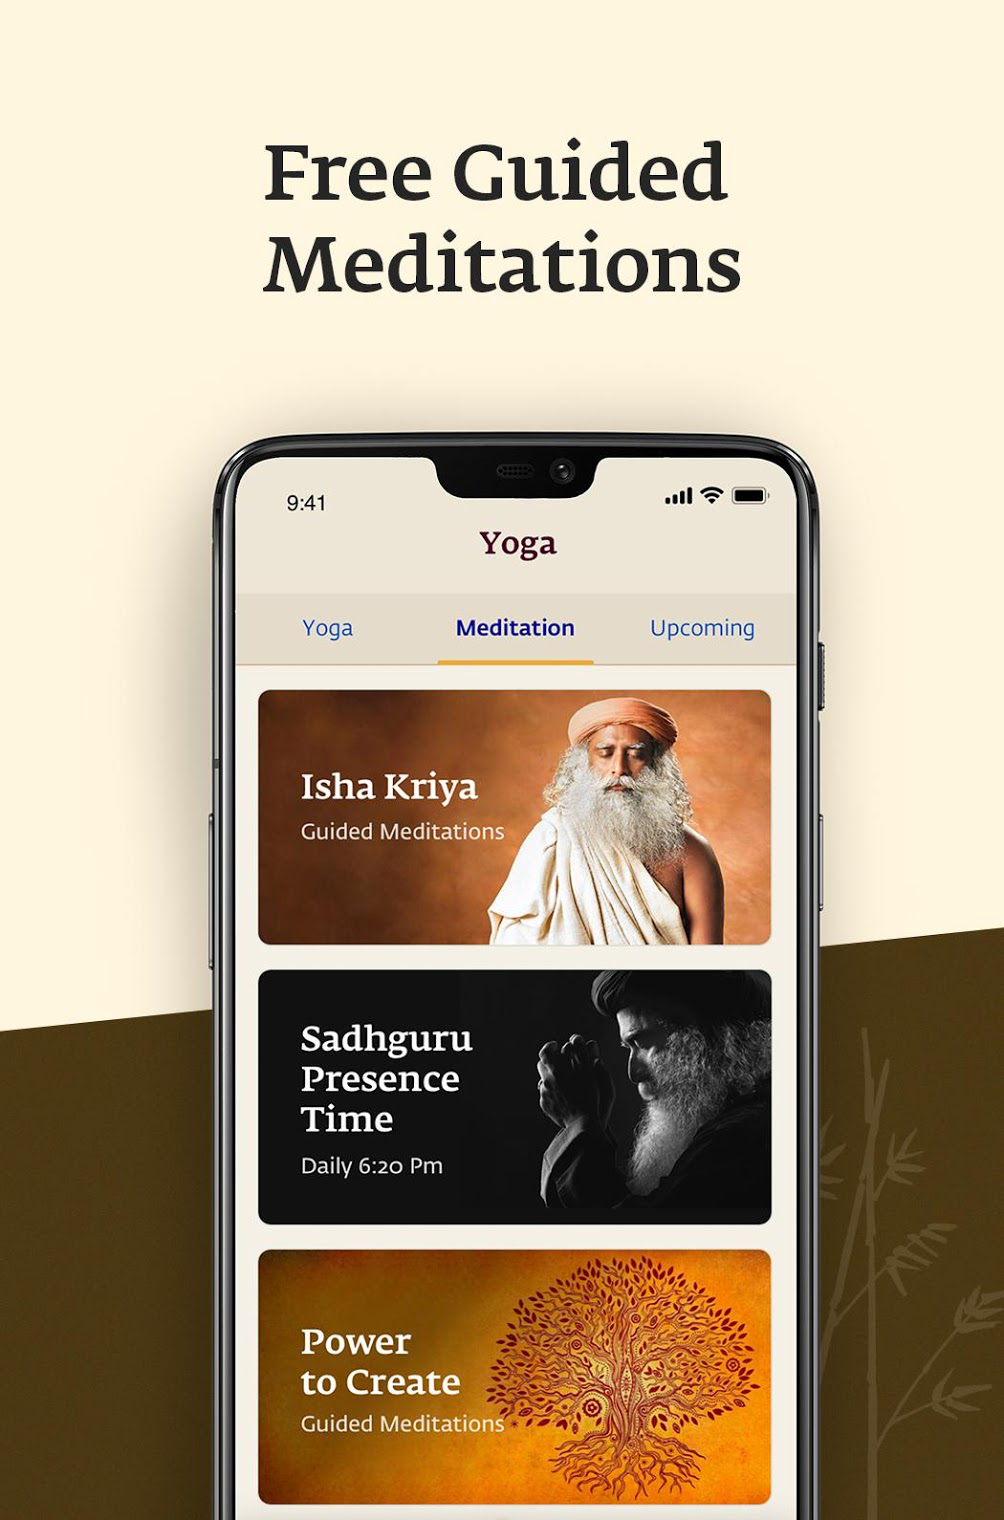 Free Guided
Meditations
9:41
Yoga
Yoga
Meditation
Upcoming
Isha Kriya
Guided Meditations
Sadhguru
Presence
Time
Daily 6:20 Pm
Power
to Create
Guided Meditations